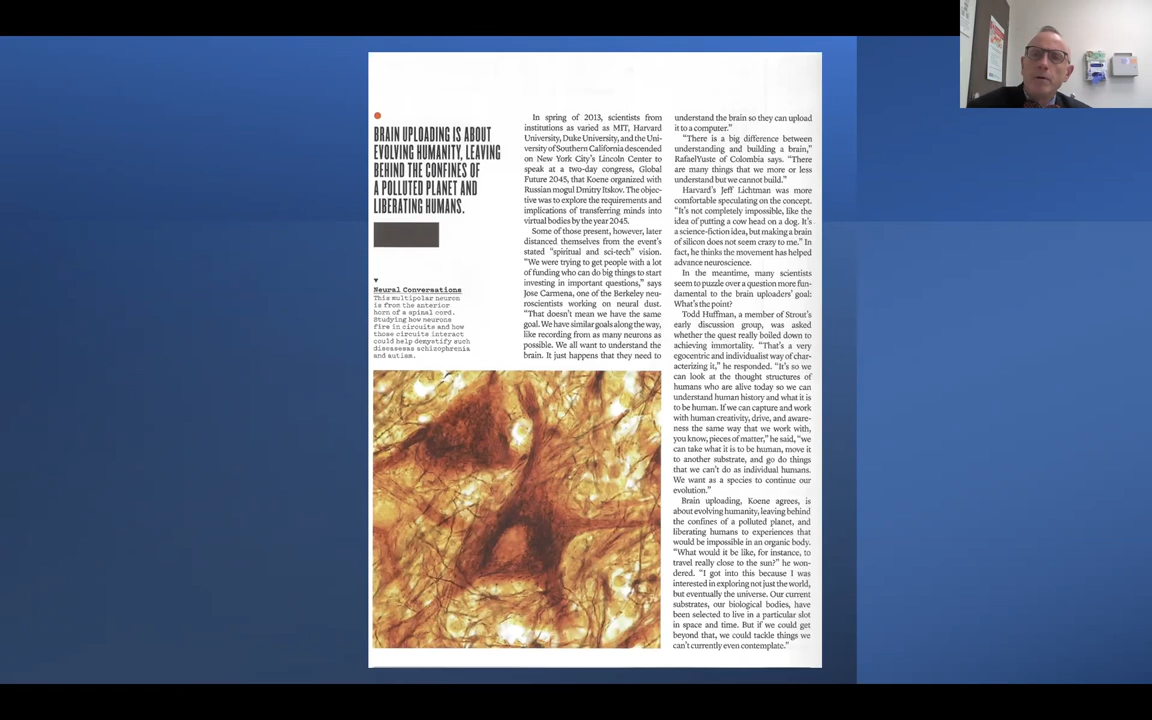 BRAIN UPLOADING IS ABOUT
EVOLVING HUMANITY, LEAVING
BEHIND THE CONFINES OF
A POLLUTED PLANET AND
LIBERATING HUMANS.
Neural Conversations
This multipolar neuron
is from the anterior
horn of a spinal cord.
Studying how neurons
fire in circuits and how
those circuits interact
could help demystify such
diseases as schizophrenia
and autism.
In spring of 2013, scientists from
institutions as varied as MIT, Harvard
University, Duke University, and the Uni-
versity of Southern California descended
on New York City's Lincoln Center to
speak at a two-day congress, Global
Future 2045, that Koene organized with
Russian mogul Dmitry Itskov. The objec-
tive was to explore the requirements and
implications of transferring minds into
virtual bodies by the year 2045.
Some of those present, however, later
distanced themselves from the event's
stated "spiritual and sci-tech" vision.
"We were trying to get people with a lot
of funding who can do big things to start
investing in important questions," says
Jose Carmena, one of the Berkeley neu-
roscientists working on neural dust.
"That doesn't mean we have the same
goal. We have similar goals along the way,
like recording from as many neurons as
possible. We all want to understand the
brain. It just happens that they need to
understand the brain so they can upload
it to a computer."
"There is a big difference between
understanding and building a brain,"
RafaelYuste of Colombia says. "There
are many things that we more or less
understand but we cannot build."
Harvard's Jeff Lichtman was more
comfortable speculating on the concept.
"It's not completely impossible, like the
idea of putting a cow head on a dog. It's
a science-fiction idea, but making a brain
of silicon does not seem crazy to me." In
fact, he thinks the movement has helped
advance neuroscience.
In the meantime, many scientists
seem to puzzle over a question more fun-
damental to the brain uploaders' goal:
What's the point?
Todd Huffman, a member of Strout's
early discussion group, was asked
whether the quest really boiled down to
achieving immortality. "That's a very
egocentric and individualist way of char-
acterizing it," he responded. "It's so we
can look at the thought structures of
humans who are alive today so we can
understand human history and what it is
to be human. If we can capture and work
with human creativity, drive, and aware-
ness the same way that we work with,
you know, pieces of matter," he said, "we
can take what it is to be human, move it
to another substrate, and go do things
that we can't do as individual humans.
We want as a species to continue our
evolution."
Brain uploading, Koene agrees, is
about evolving humanity, leaving behind
the confines of a polluted planet, and
liberating humans to experiences that
would be impossible in an organic body.
"What would it be like, for instance, to
travel really close to the sun?" he won-
dered. "I got into this because I was
interested in exploring not just the world,
but eventually the universe. Our current
substrates, our biological bodies, have
been selected to live in a particular slot
in space and time. But if we could get
beyond that, we could tackle things we
can't currently even contemplate."